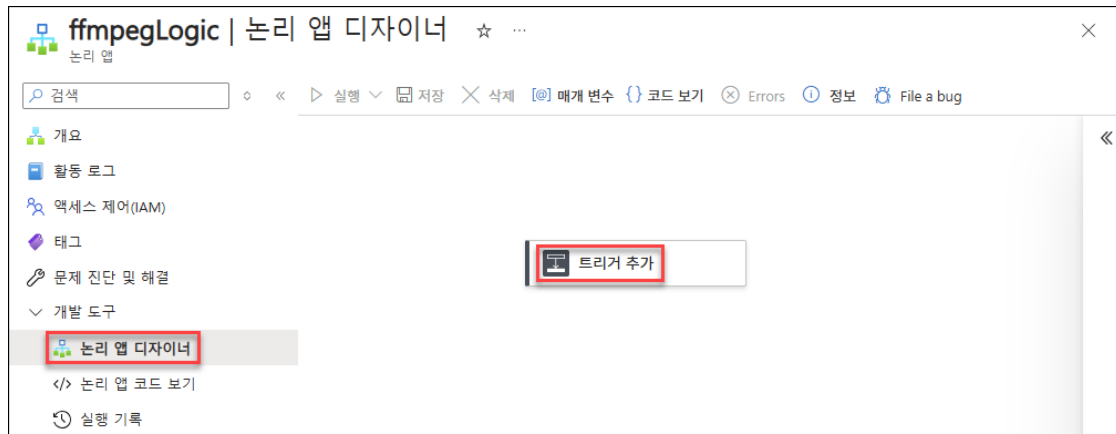 ffmpegLogic | 논리 앱 디자이너
논리 앱
검색
실행 저장 삭제 [@] 매개 변수 {} 코드 보기 Errors 정보 File a bug
개요
활동 로그
액세스 제어(IAM)
태그
트리거 추가
문제 진단 및 해결
개발 도구
논리 앱 디자이너
</> 논리 앱 코드 보기
실행 기록